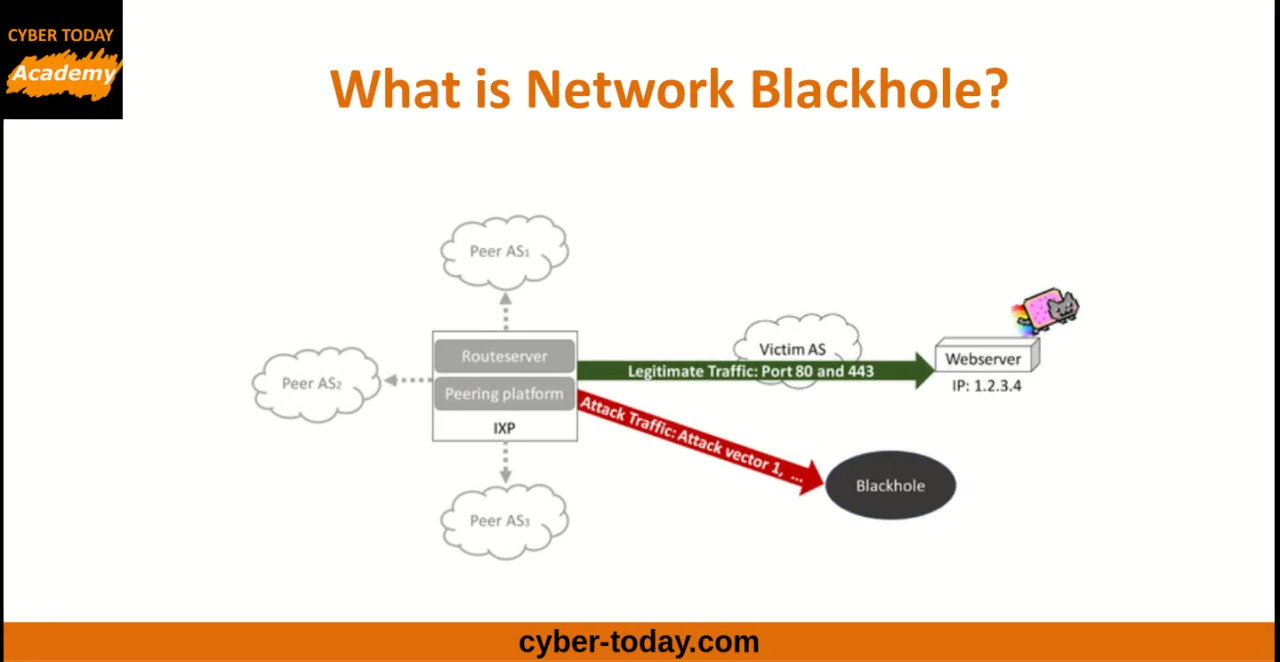 CYBER TODAY
Academy
What is Network Blackhole?
Peer AS₁
Routeserver
Peering platform
IXP
Peer AS₂
Peer AS₃
Victim AS
Legitimate Traffic: Port 80 and 443
Webserver
IP: 1.2.3.4
Attack Traffic: Attack vector 1, ...
Blackhole
cyber-today.com